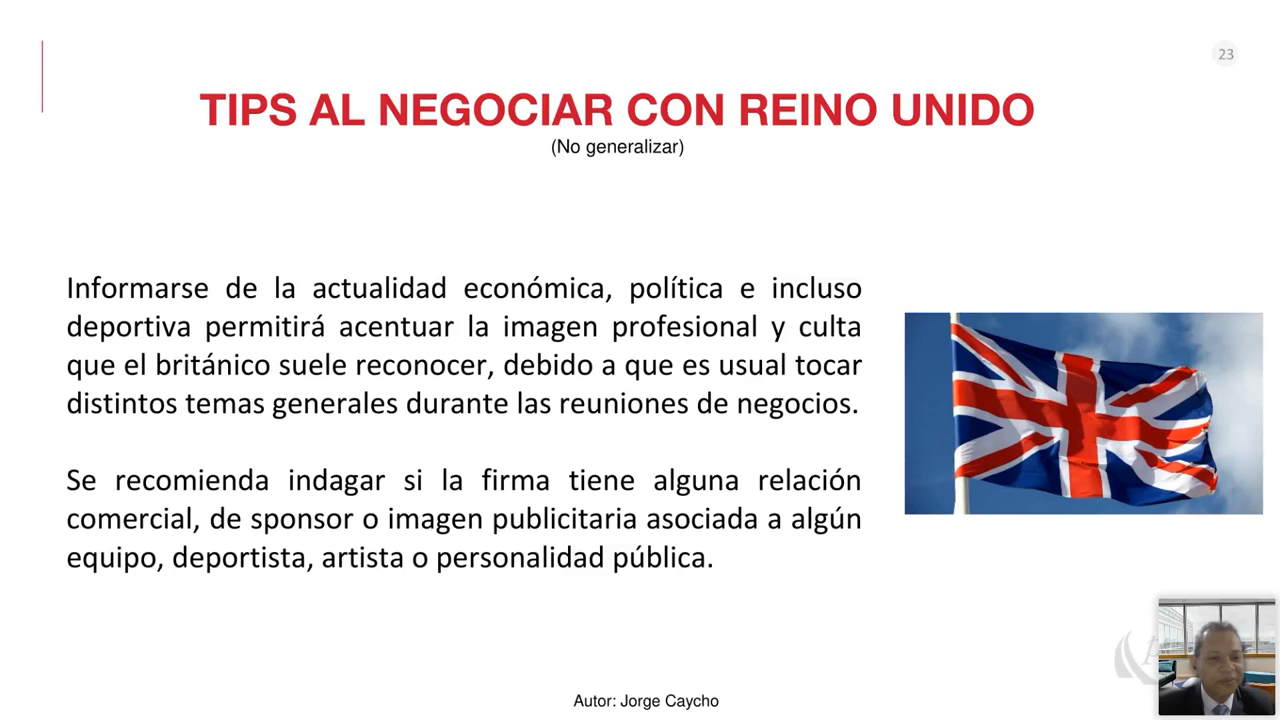 23
TIPS AL NEGOCIAR CON REINO UNIDO
(No generalizar)
Informarse de la actualidad económica, política e incluso
deportiva permitirá acentuar la imagen profesional y culta
que el británico suele reconocer, debido a que es usual tocar
distintos temas generales durante las reuniones de negocios.
Se recomienda indagar si la firma tiene alguna relación
comercial, de sponsor o imagen publicitaria asociada a algún
equipo, deportista, artista o personalidad pública.
Autor: Jorge Caycho